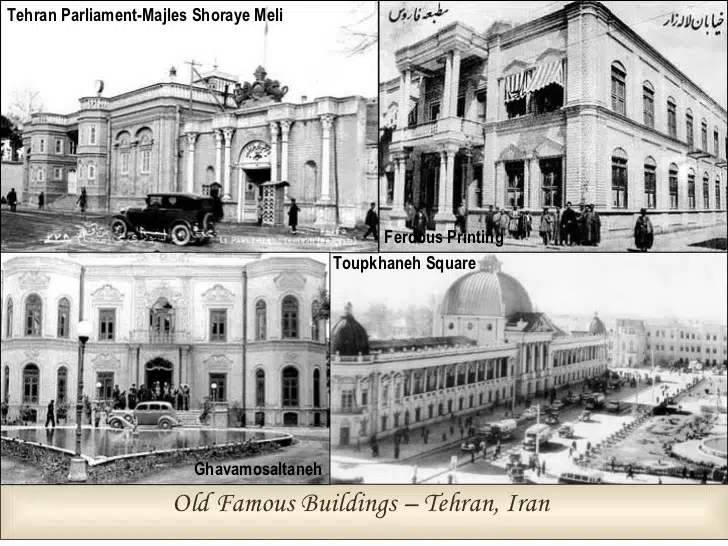 Tehran Parliament-Majles Shoraye Meli
مطبعه فاروس
خیابان لاله زار
Ferdous Printing
Ghavamosaltaneh
Toupkhaneh Square
Old Famous Buildings – Tehran, Iran